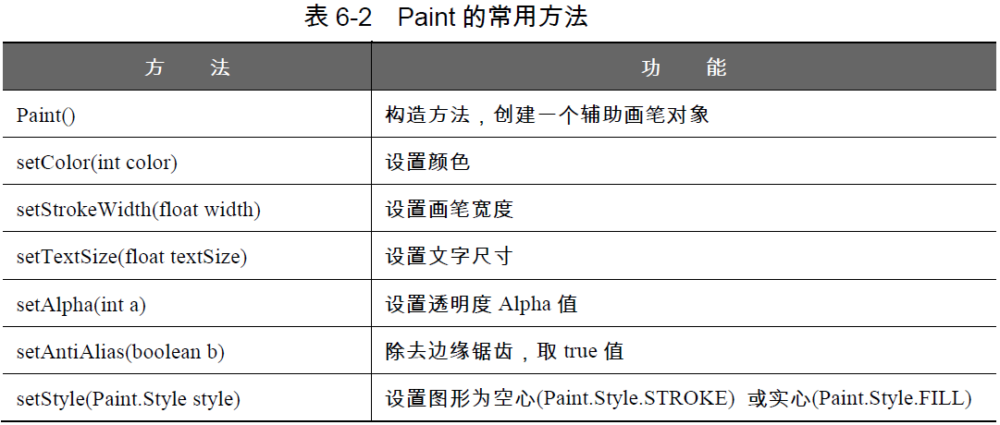 表 6-2 Paint 的常用方法
方 法 功 能
Paint() 构造方法，创建一个辅助画笔对象
setColor(int color) 设置颜色
setStrokeWidth(float width) 设置画笔宽度
setTextSize(float textSize) 设置文字尺寸
setAlpha(int a) 设置透明度 Alpha 值
setAntiAlias(boolean b) 除去边缘锯齿，取 true 值
setStyle(Paint.Style style) 设置图形为空心(Paint.Style.STROKE) 或实心(Paint.Style.FILL)